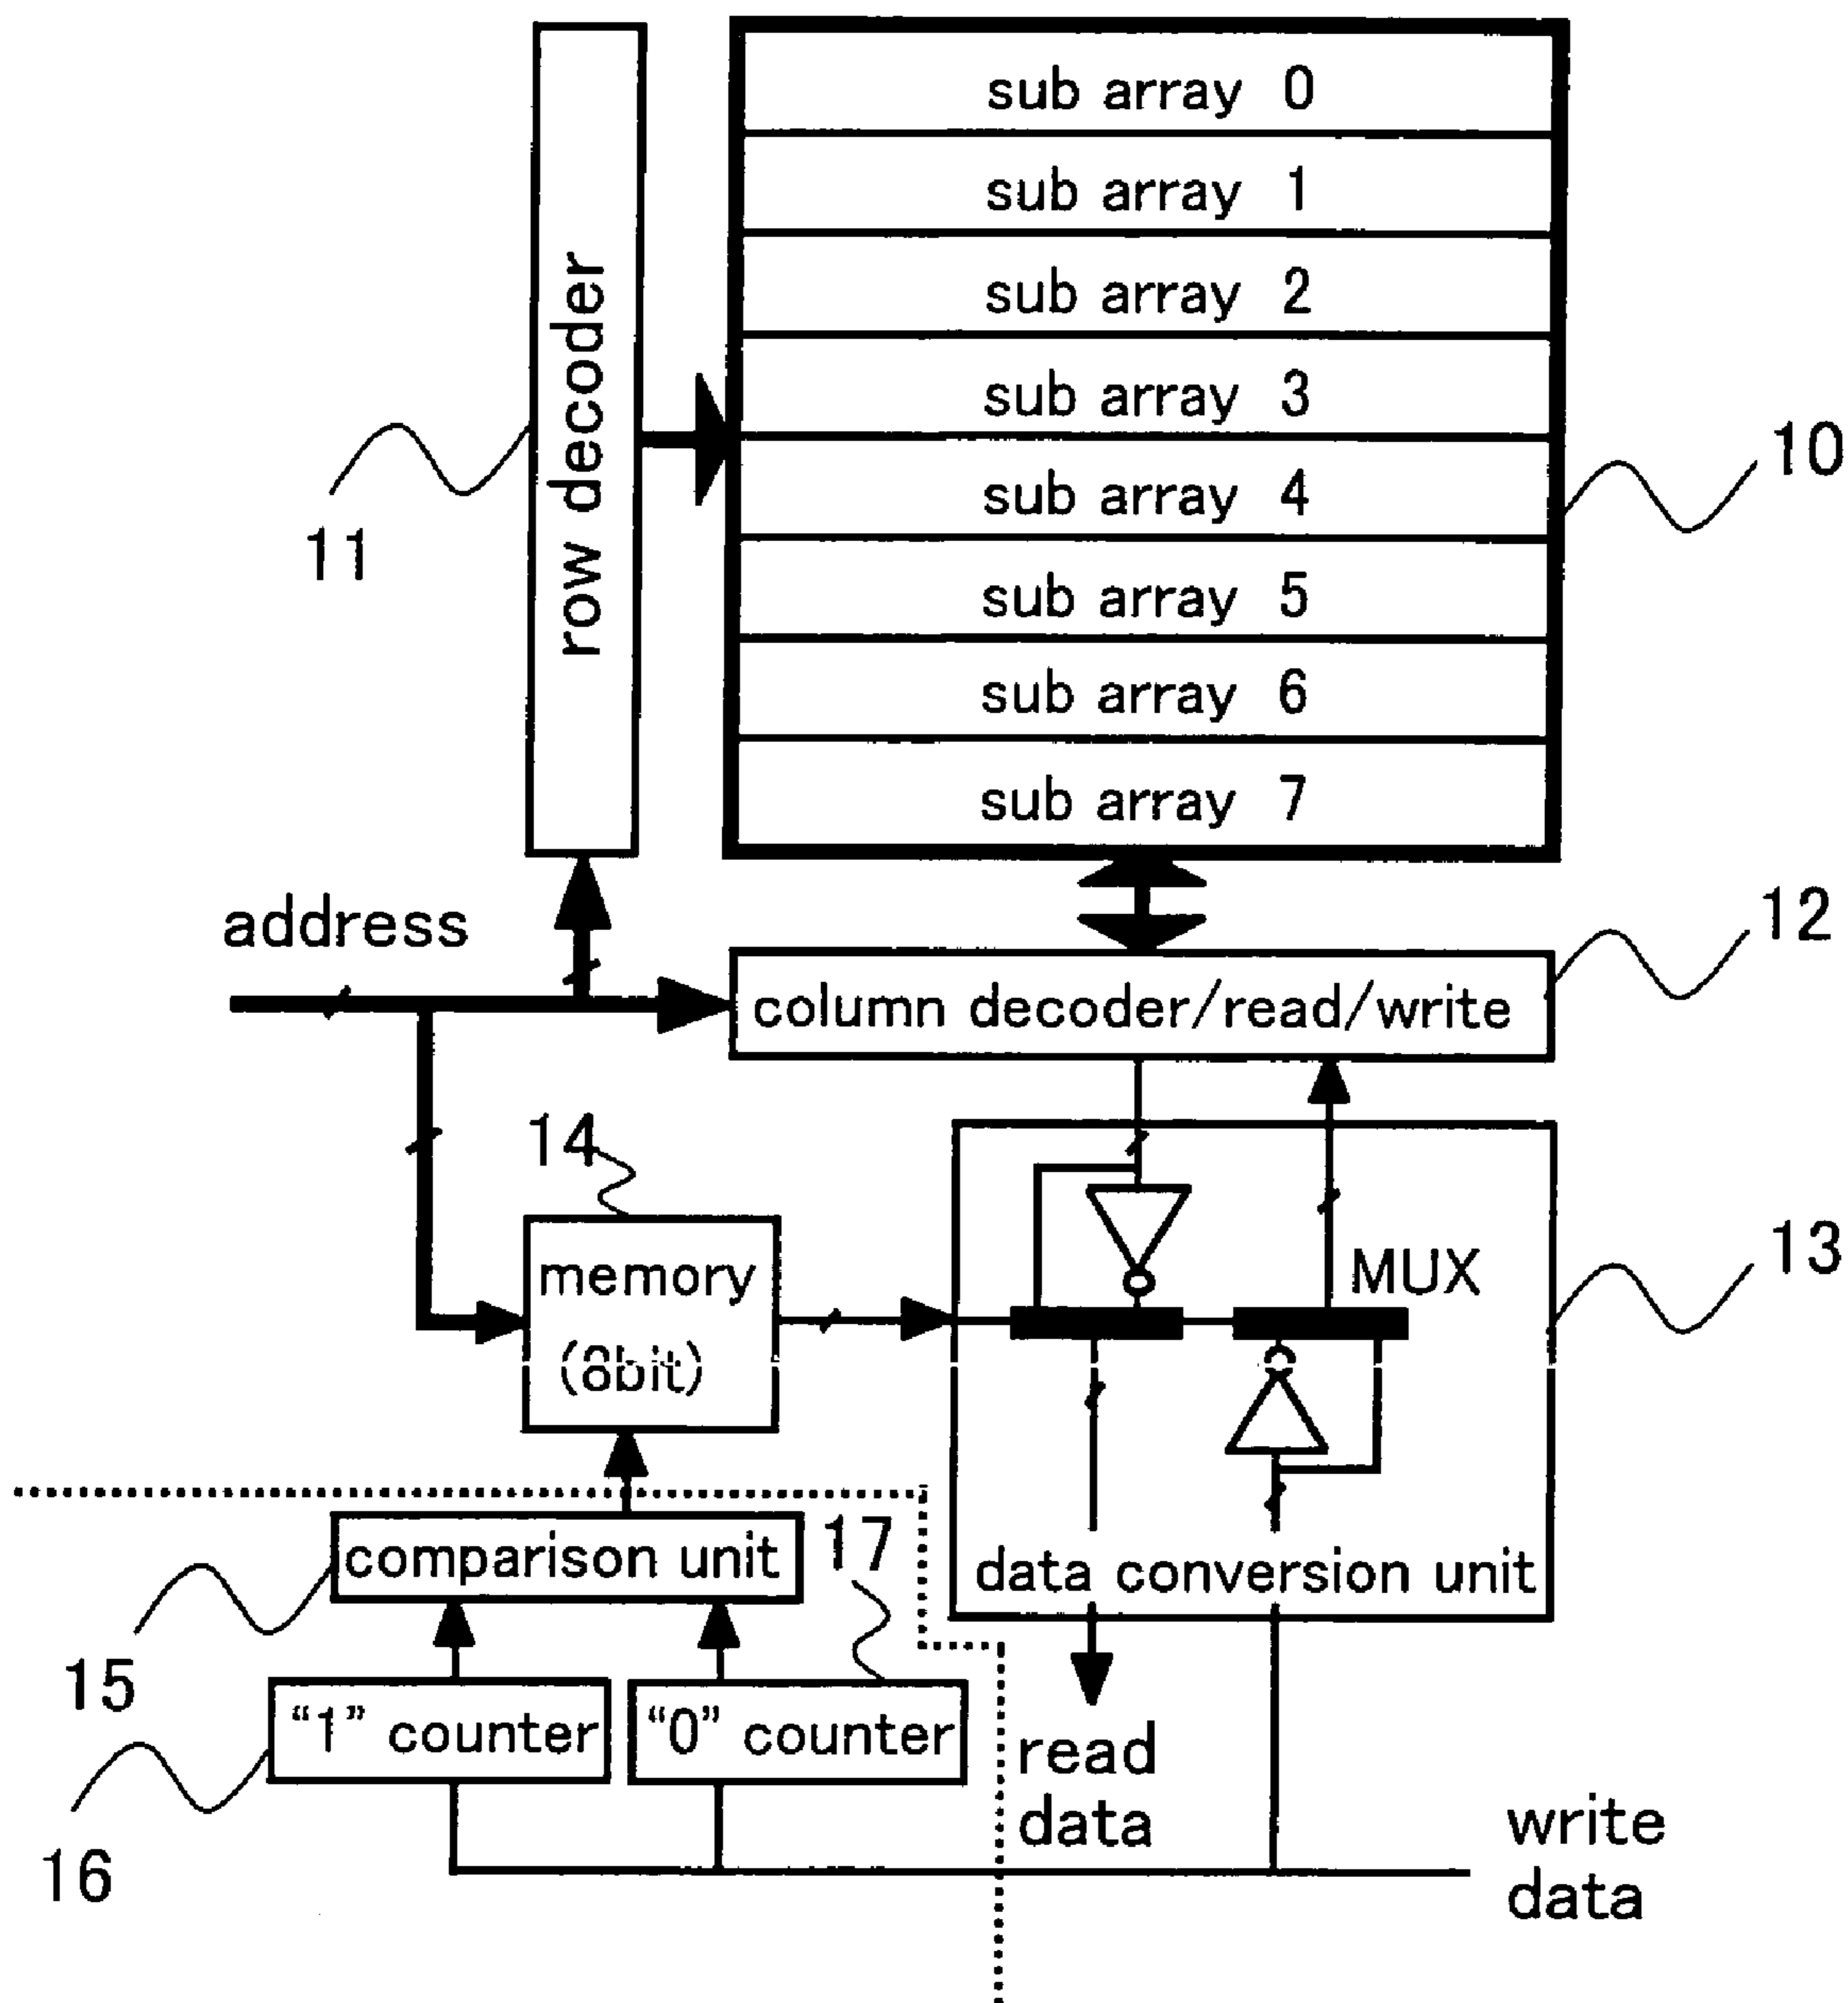 sub array 0
sub array 1
sub array 2
sub array 3
sub array 4
sub array 5
sub array 6
sub array 7
row decoder
10
11
address
12
column decoder/read/write
14
memory
(8bit)
MUX
13
comparison unit
17
data conversion unit
15
“1” counter
“0” counter
16
read
data
write
data